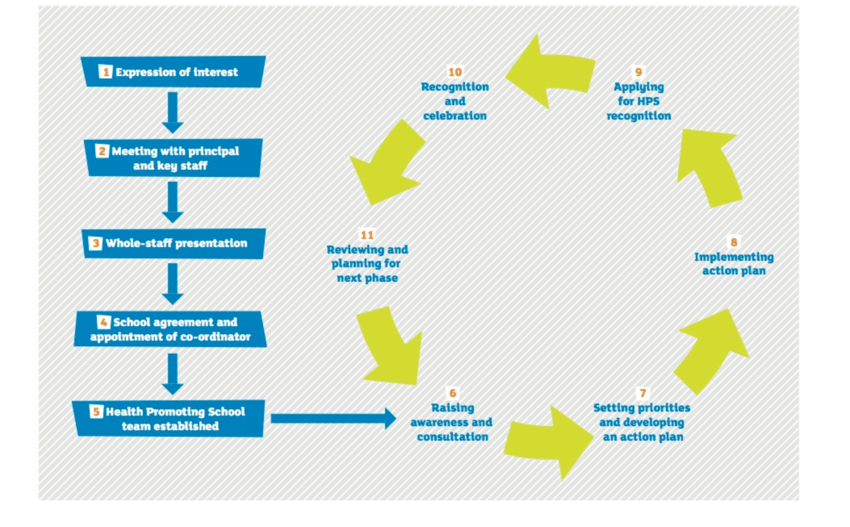 1 Expression of interest
2 Meeting with principal
and key staff
3 Whole-staff presentation
4 School agreement and
appointment of co-ordinator
5 Health Promoting School
team established
6
Raising
awareness and
consultation
7
Setting priorities
and developing
an action plan
8
Implementing
action plan
9
Applying
for HPS
recognition
10
Recognition
and
celebration
11
Reviewing and
planning for
next phase